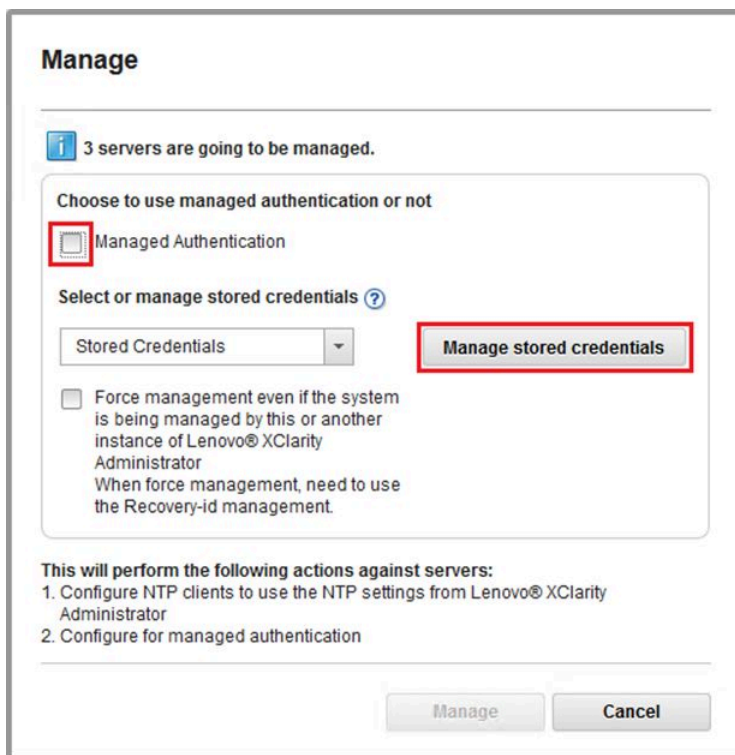 Manage
3 servers are going to be managed.
Choose to use managed authentication or not
Managed Authentication
Select or manage stored credentials ?
Stored Credentials
Manage stored credentials
Force management even if the system
is being managed by this or another
instance of Lenovo® XClarity
Administrator
When force management, need to use
the Recovery-id management.
This will perform the following actions against servers:
1. Configure NTP clients to use the NTP settings from Lenovo® XClarity
Administrator
2. Configure for managed authentication
Manage
Cancel